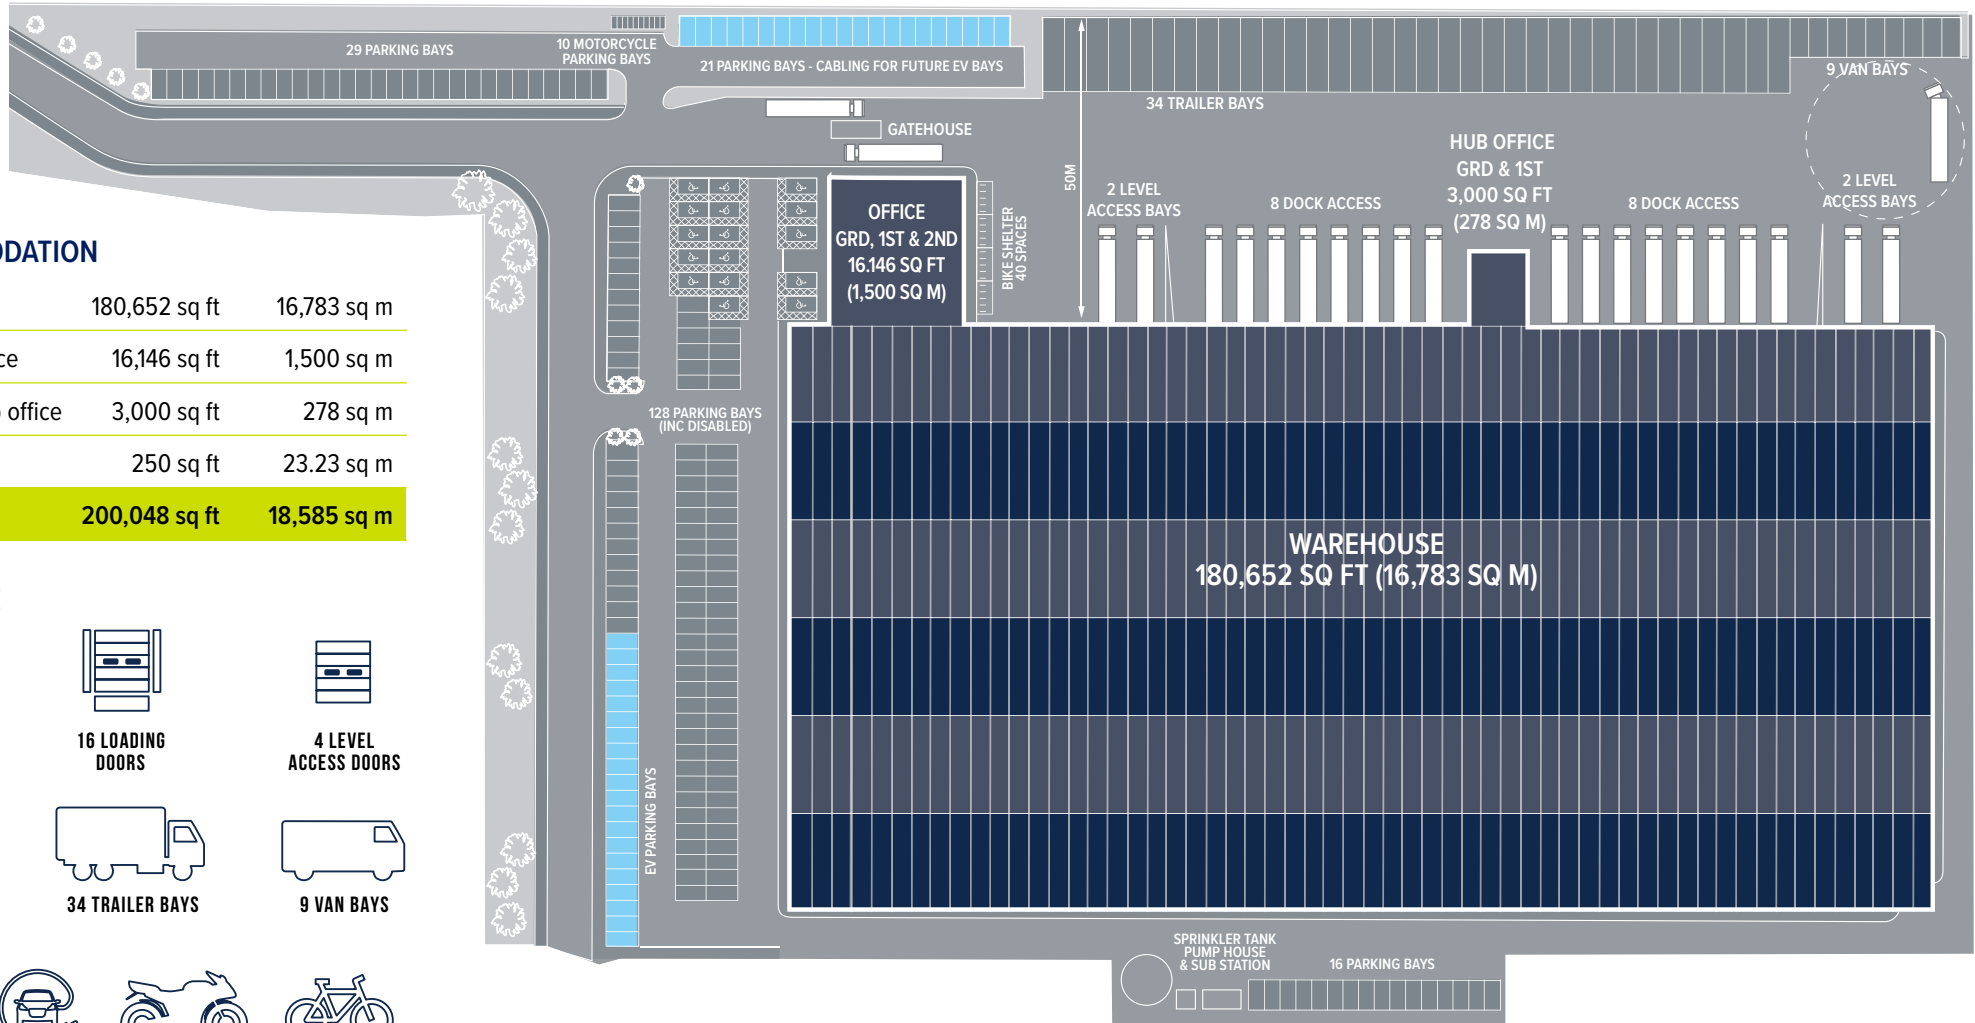 29 PARKING BAYS
10 MOTORCYCLE
PARKING BAYS
21 PARKING BAYS - CABLING FOR FUTURE EV BAYS
34 TRAILER BAYS
9 VAN BAYS
GATEHOUSE
50M
HUB OFFICE
GRD & 1ST
3,000 SQ FT
(278 SQ M)
2 LEVEL
ACCESS BAYS
8 DOCK ACCESS
8 DOCK ACCESS
2 LEVEL
ACCESS BAYS
OFFICE
GRD, 1ST & 2ND
16.146 SQ FT
(1,500 SQ M)
BIKE SHELTER
40 SPACES
128 PARKING BAYS
(INC DISABLED)
EV PARKING BAYS
WAREHOUSE
180,652 SQ FT (16,783 SQ M)
SPRINKLER TANK
PUMP HOUSE
& SUB STATION
16 PARKING BAYS
180,652 sq ft 16,783 sq m
16,146 sq ft 1,500 sq m
office 3,000 sq ft 278 sq m
250 sq ft 23.23 sq m
200,048 sq ft 18,585 sq m
16 LOADING
DOORS
4 LEVEL
ACCESS DOORS
34 TRAILER BAYS
9 VAN BAYS